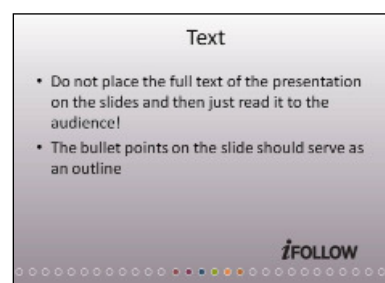 Text
• Do not place the full text of the presentation
on the slides and then just read it to the
audience!
• The bullet points on the slide should serve as
an outline
iFOLLOW